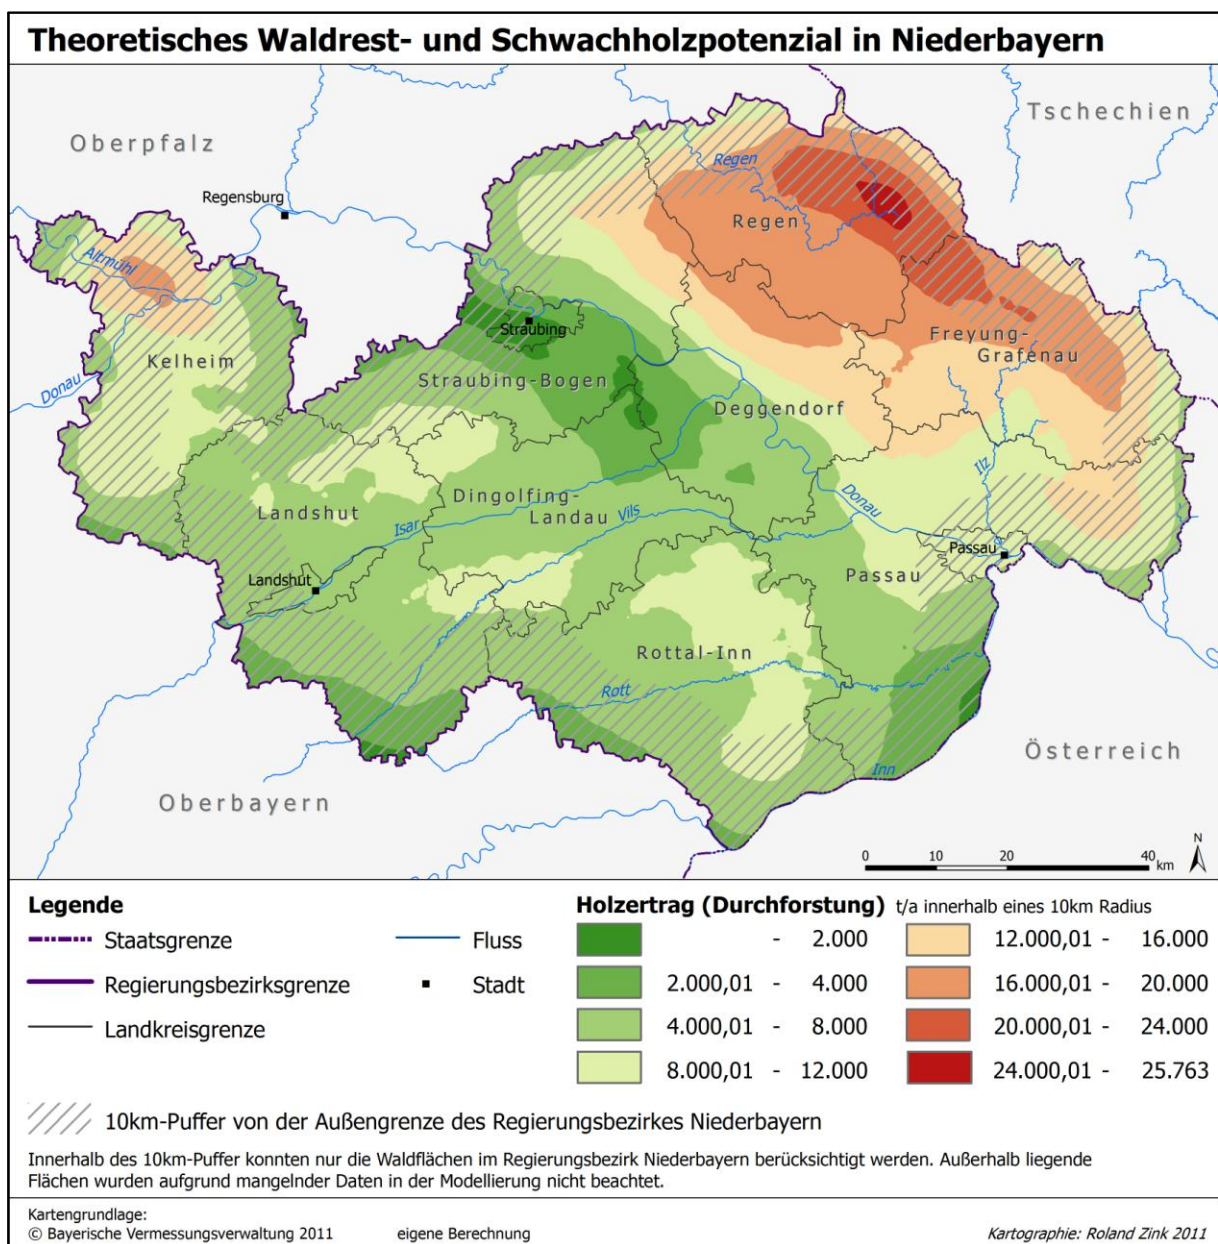 Theoretisches Waldrest- und Schwachholzpotenzial in Niederbayern
Tschechien
Oberpfalz
Regen
Regensburg
Regen
Altmühl
Straubing
Freyung-
Grafenau
Kelheim
Donau
Straubing-Bogen
Deggendorf
Ilz
Dingolfing-
Landau
Donau
Landshut
Isar
Vils
Passau
Landshut
Passau
Rottal-Inn
Rott
Österreich
Inn
Oberbayern
N
0 10 20 40
km
Legende
Staatsgrenze
Regierungsbezirksgrenze
Landkreisgrenze
Fluss
Stadt
Holzertrag (Durchforstung) t/a innerhalb eines 10km Radius
- 2.000
2.000,01 - 4.000
4.000,01 - 8.000
8.000,01 - 12.000
12.000,01 - 16.000
16.000,01 - 20.000
20.000,01 - 24.000
24.000,01 - 25.763
10km-Puffer von der Außengrenze des Regierungsbezirkes Niederbayern
Innerhalb des 10km-Puffer konnten nur die Waldflächen im Regierungsbezirk Niederbayern berücksichtigt werden. Außerhalb liegende
Flächen wurden aufgrund mangelnder Daten in der Modellierung nicht beachtet.
Kartengrundlage:
© Bayerische Vermessungsverwaltung 2011 eigene Berechnung Kartographie: Roland Zink 2011